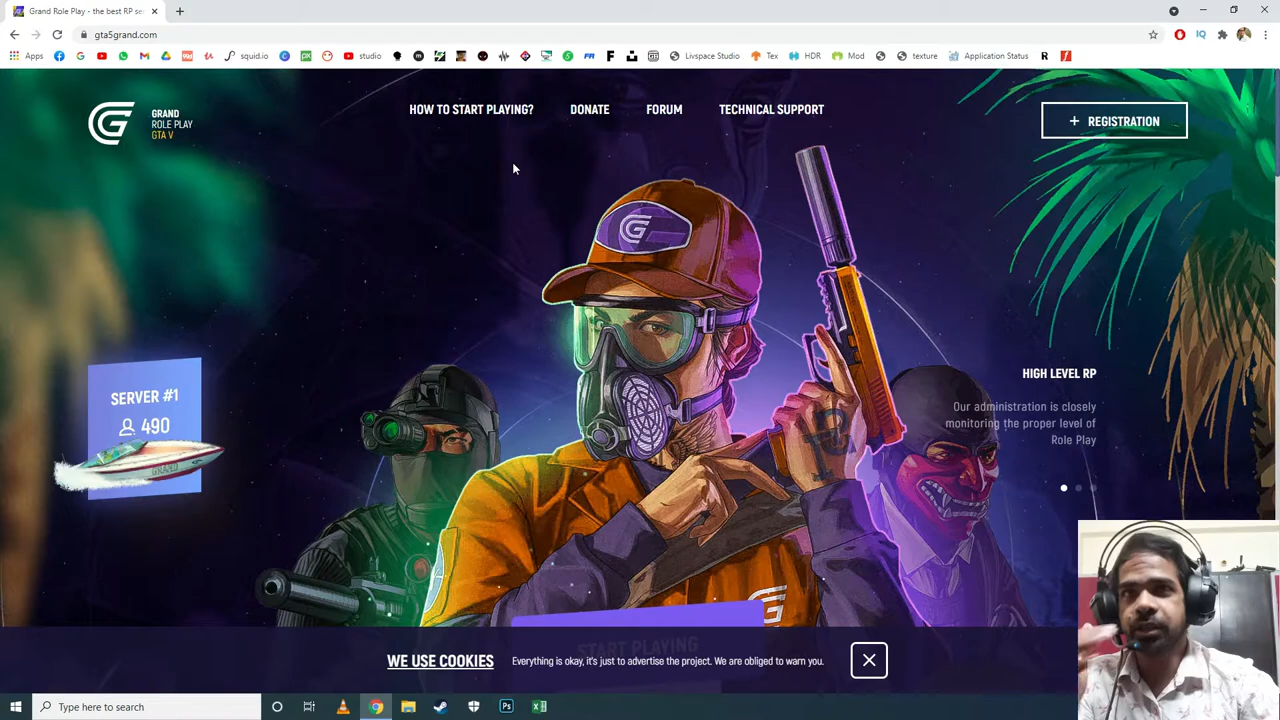 Grand Role Play - the best RP se
gta5grand.com
Apps
squid.io
studio
Livspace Studio
Tex
HDR
Mod
texture
Application Status
GRAND
ROLE PLAY
GTA V
HOW TO START PLAYING?
DONATE
FORUM
TECHNICAL SUPPORT
+ REGISTRATION
SERVER #1
490
GRAND
HIGH LEVEL RP
Our administration is closely
monitoring the proper level of
Role Play
START PLAYING
WE USE COOKIES
Everything is okay, it's just to advertise the project. We are obliged to warn you.
Type here to search